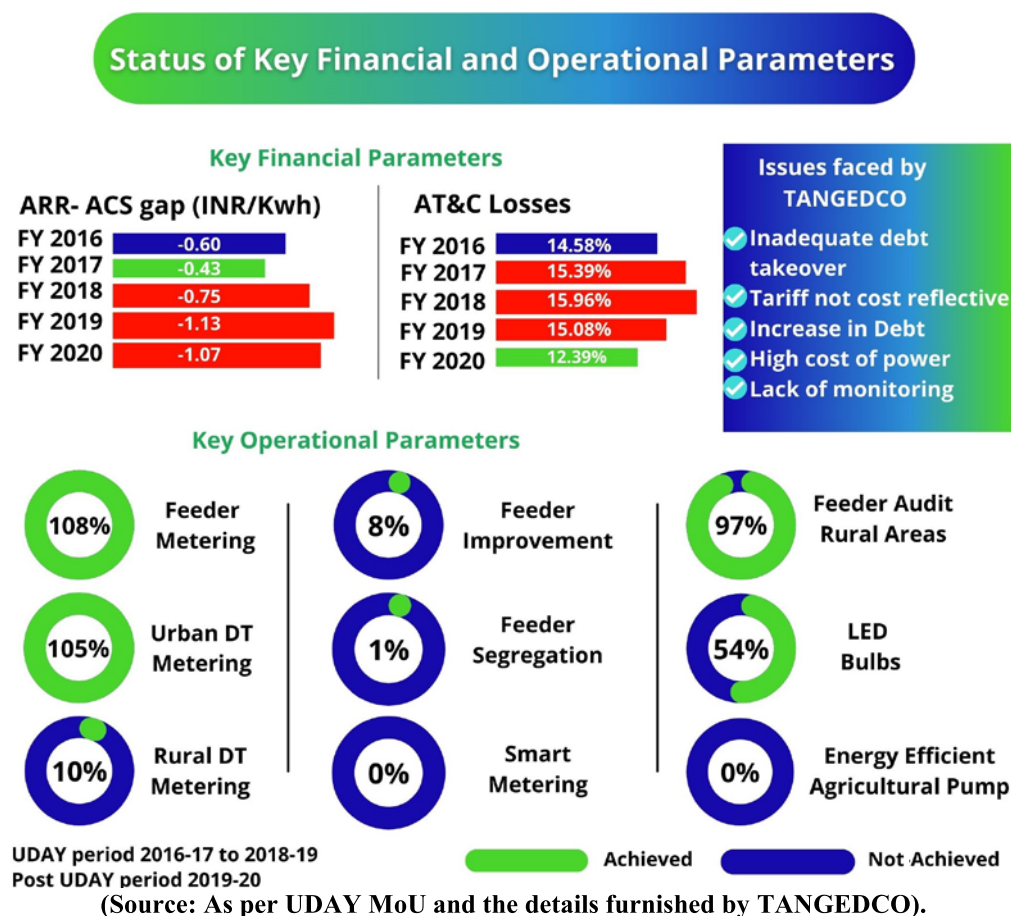 Status of Key Financial and Operational Parameters
Key Financial Parameters
ARR- ACS gap (INR/Kwh)
FY 2016 -0.60
FY 2017 -0.43
FY 2018 -0.75
FY 2019 -1.13
FY 2020 -1.07
AT&C Losses
FY 2016 14.58%
FY 2017 15.39%
FY 2018 15.96%
FY 2019 15.08%
FY 2020 12.39%
Issues faced by
TANGEDCO
Inadequate debt
takeover
Tariff not cost reflective
Increase in Debt
High cost of power
Lack of monitoring
Key Operational Parameters
108%
Feeder
Metering
105%
Urban DT
Metering
10%
Rural DT
Metering
8%
Feeder
Improvement
1%
Feeder
Segregation
0%
Smart
Metering
97%
Feeder Audit
Rural Areas
54%
LED
Bulbs
0%
Energy Efficient
Agricultural Pump
UDAY period 2016-17 to 2018-19
Post UDAY period 2019-20
Achieved
Not Achieved
(Source: As per UDAY MoU and the details furnished by TANGEDCO).